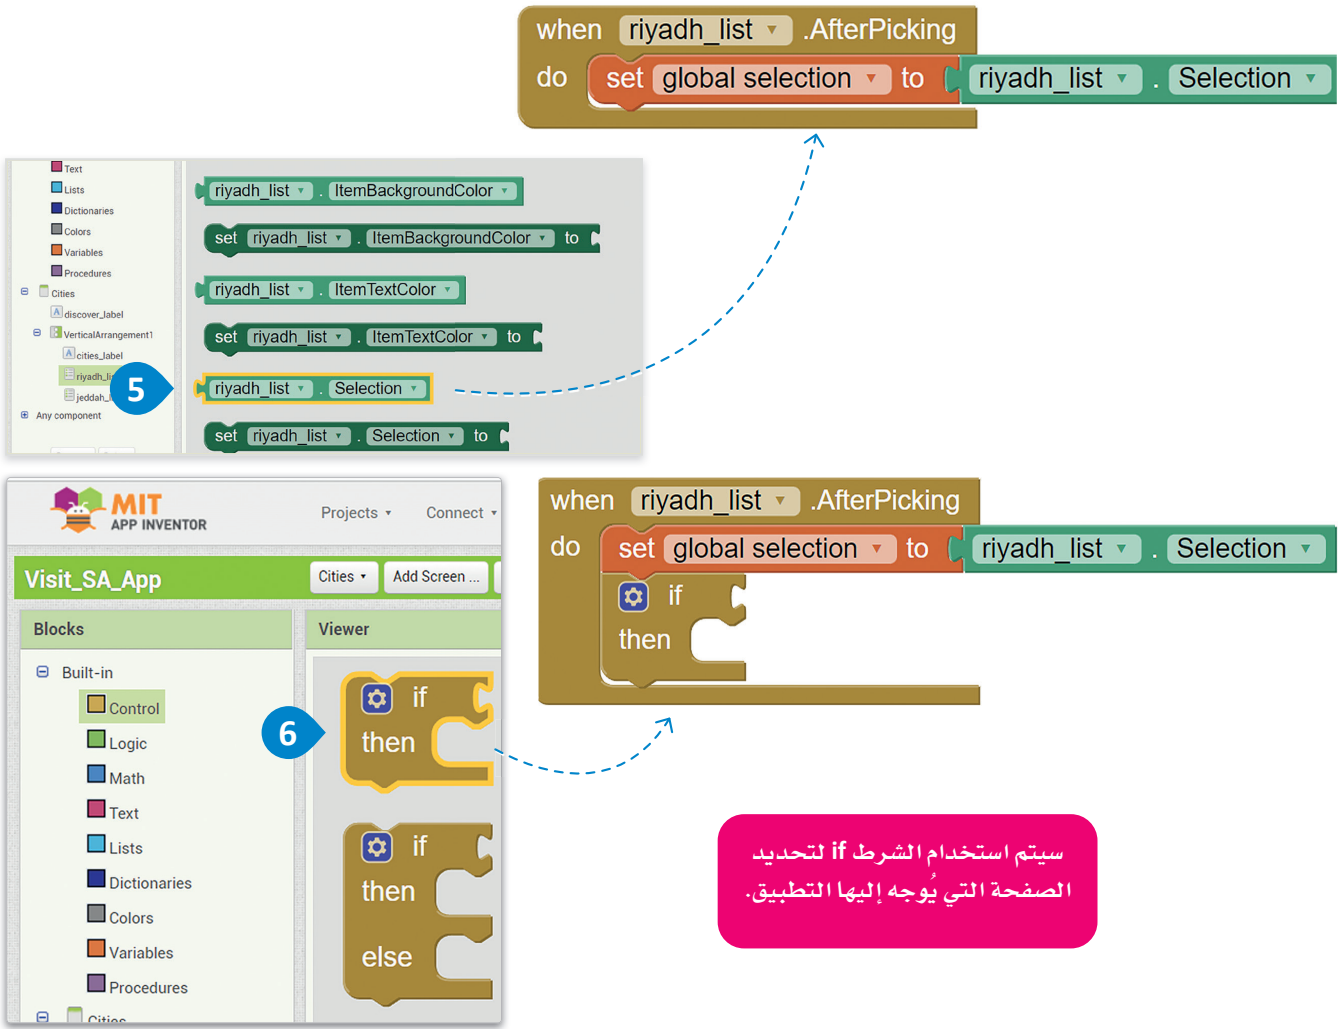 when riyadh_list .AfterPicking
do set global selection to riyadh_list . Selection
Text
Lists
Dictionaries
Colors
Variables
Procedures
Cities
discover_label
VerticalArrangement1
cities_label
riyadh_li
jeddah_l
Any component
5
riyadh_list . ItemBackgroundColor
set riyadh_list . ItemBackgroundColor to
riyadh_list . ItemTextColor
set riyadh_list . ItemTextColor to
riyadh_list . Selection
set riyadh_list . Selection to
MIT
APP INVENTOR
Projects
Connect
Visit_SA_App
Cities
Add Screen ...
Blocks
Viewer
Built-in
Control
Logic
Math
Text
Lists
Dictionaries
Colors
Variables
Procedures
Cities
6
if
then
if
then
else
when riyadh_list .AfterPicking
do set global selection to riyadh_list . Selection
if
then
سيتم استخدام الشرط if لتحديد
الصفحة التي يُوجه إليها التطبيق.